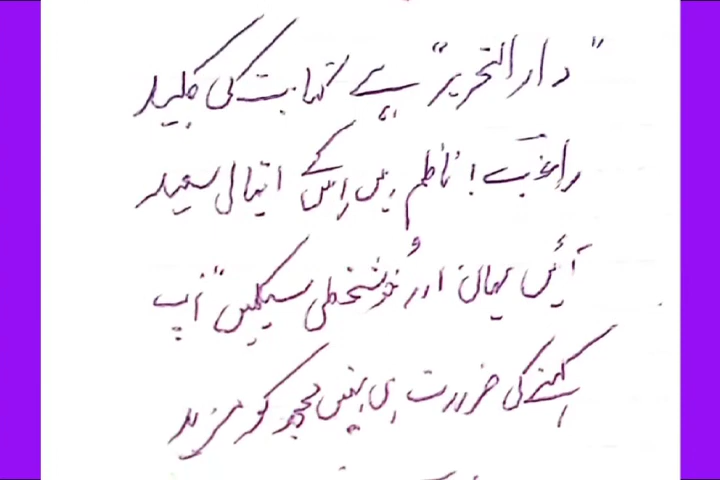 "دار التحریر" ہے کتابت کی کلید
راغبؔ! ناظم ہیں اِس کے اقبال سعید
آئیں یہاں اور خوشخطی سیکھیں آپ
کہنے کی ضرورت ہی نہیں مجھ کو مزید